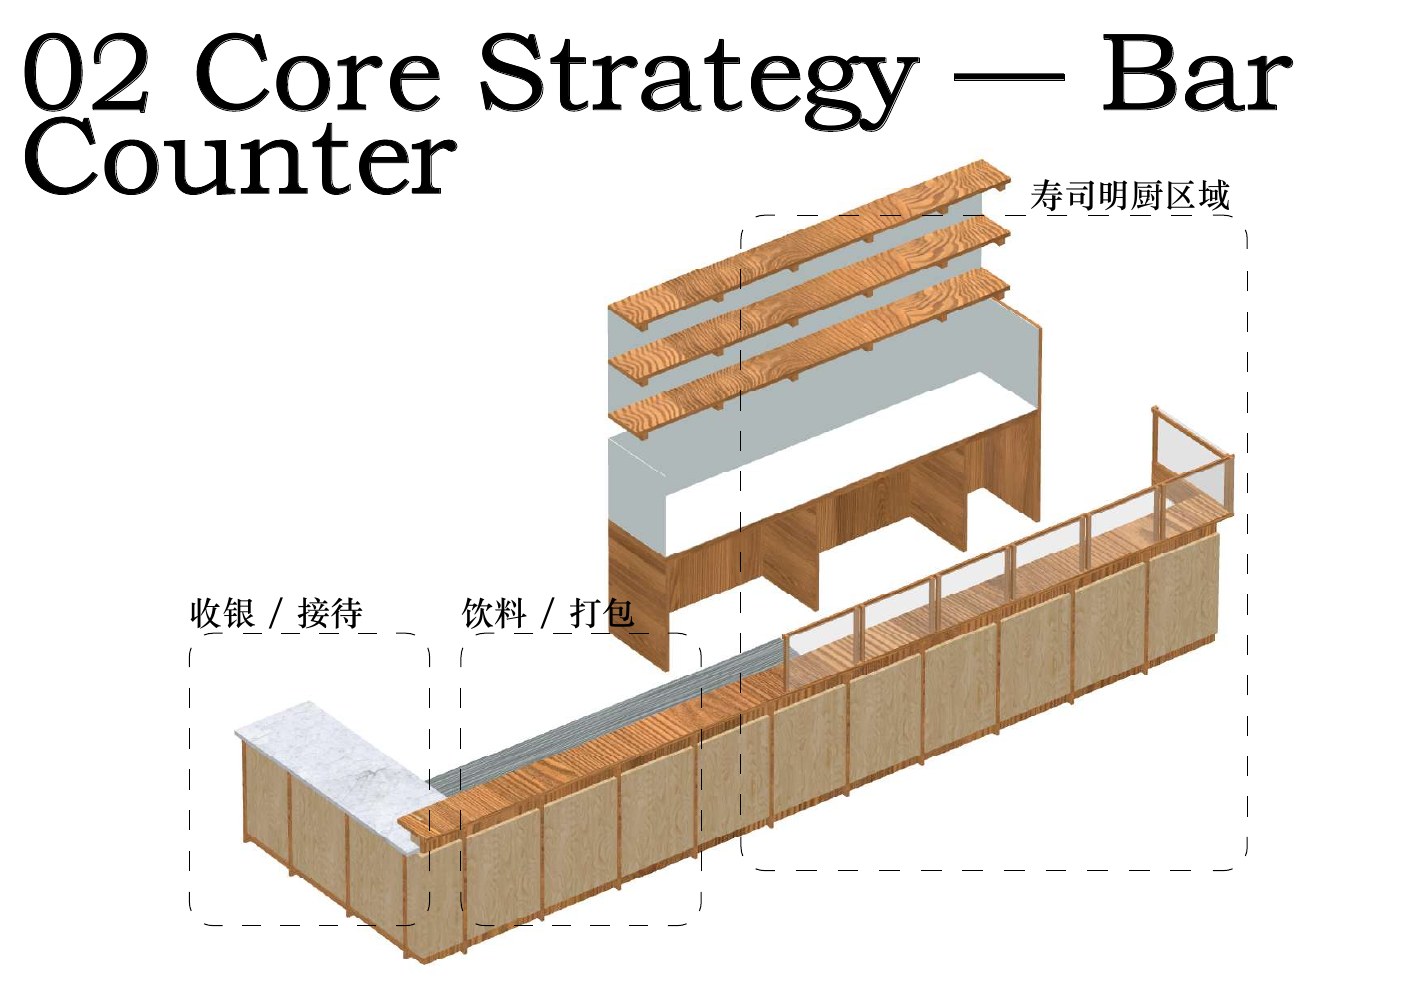 02 Core Strategy — Bar
Counter
寿司明厨区域
收银 / 接待
饮料 / 打包